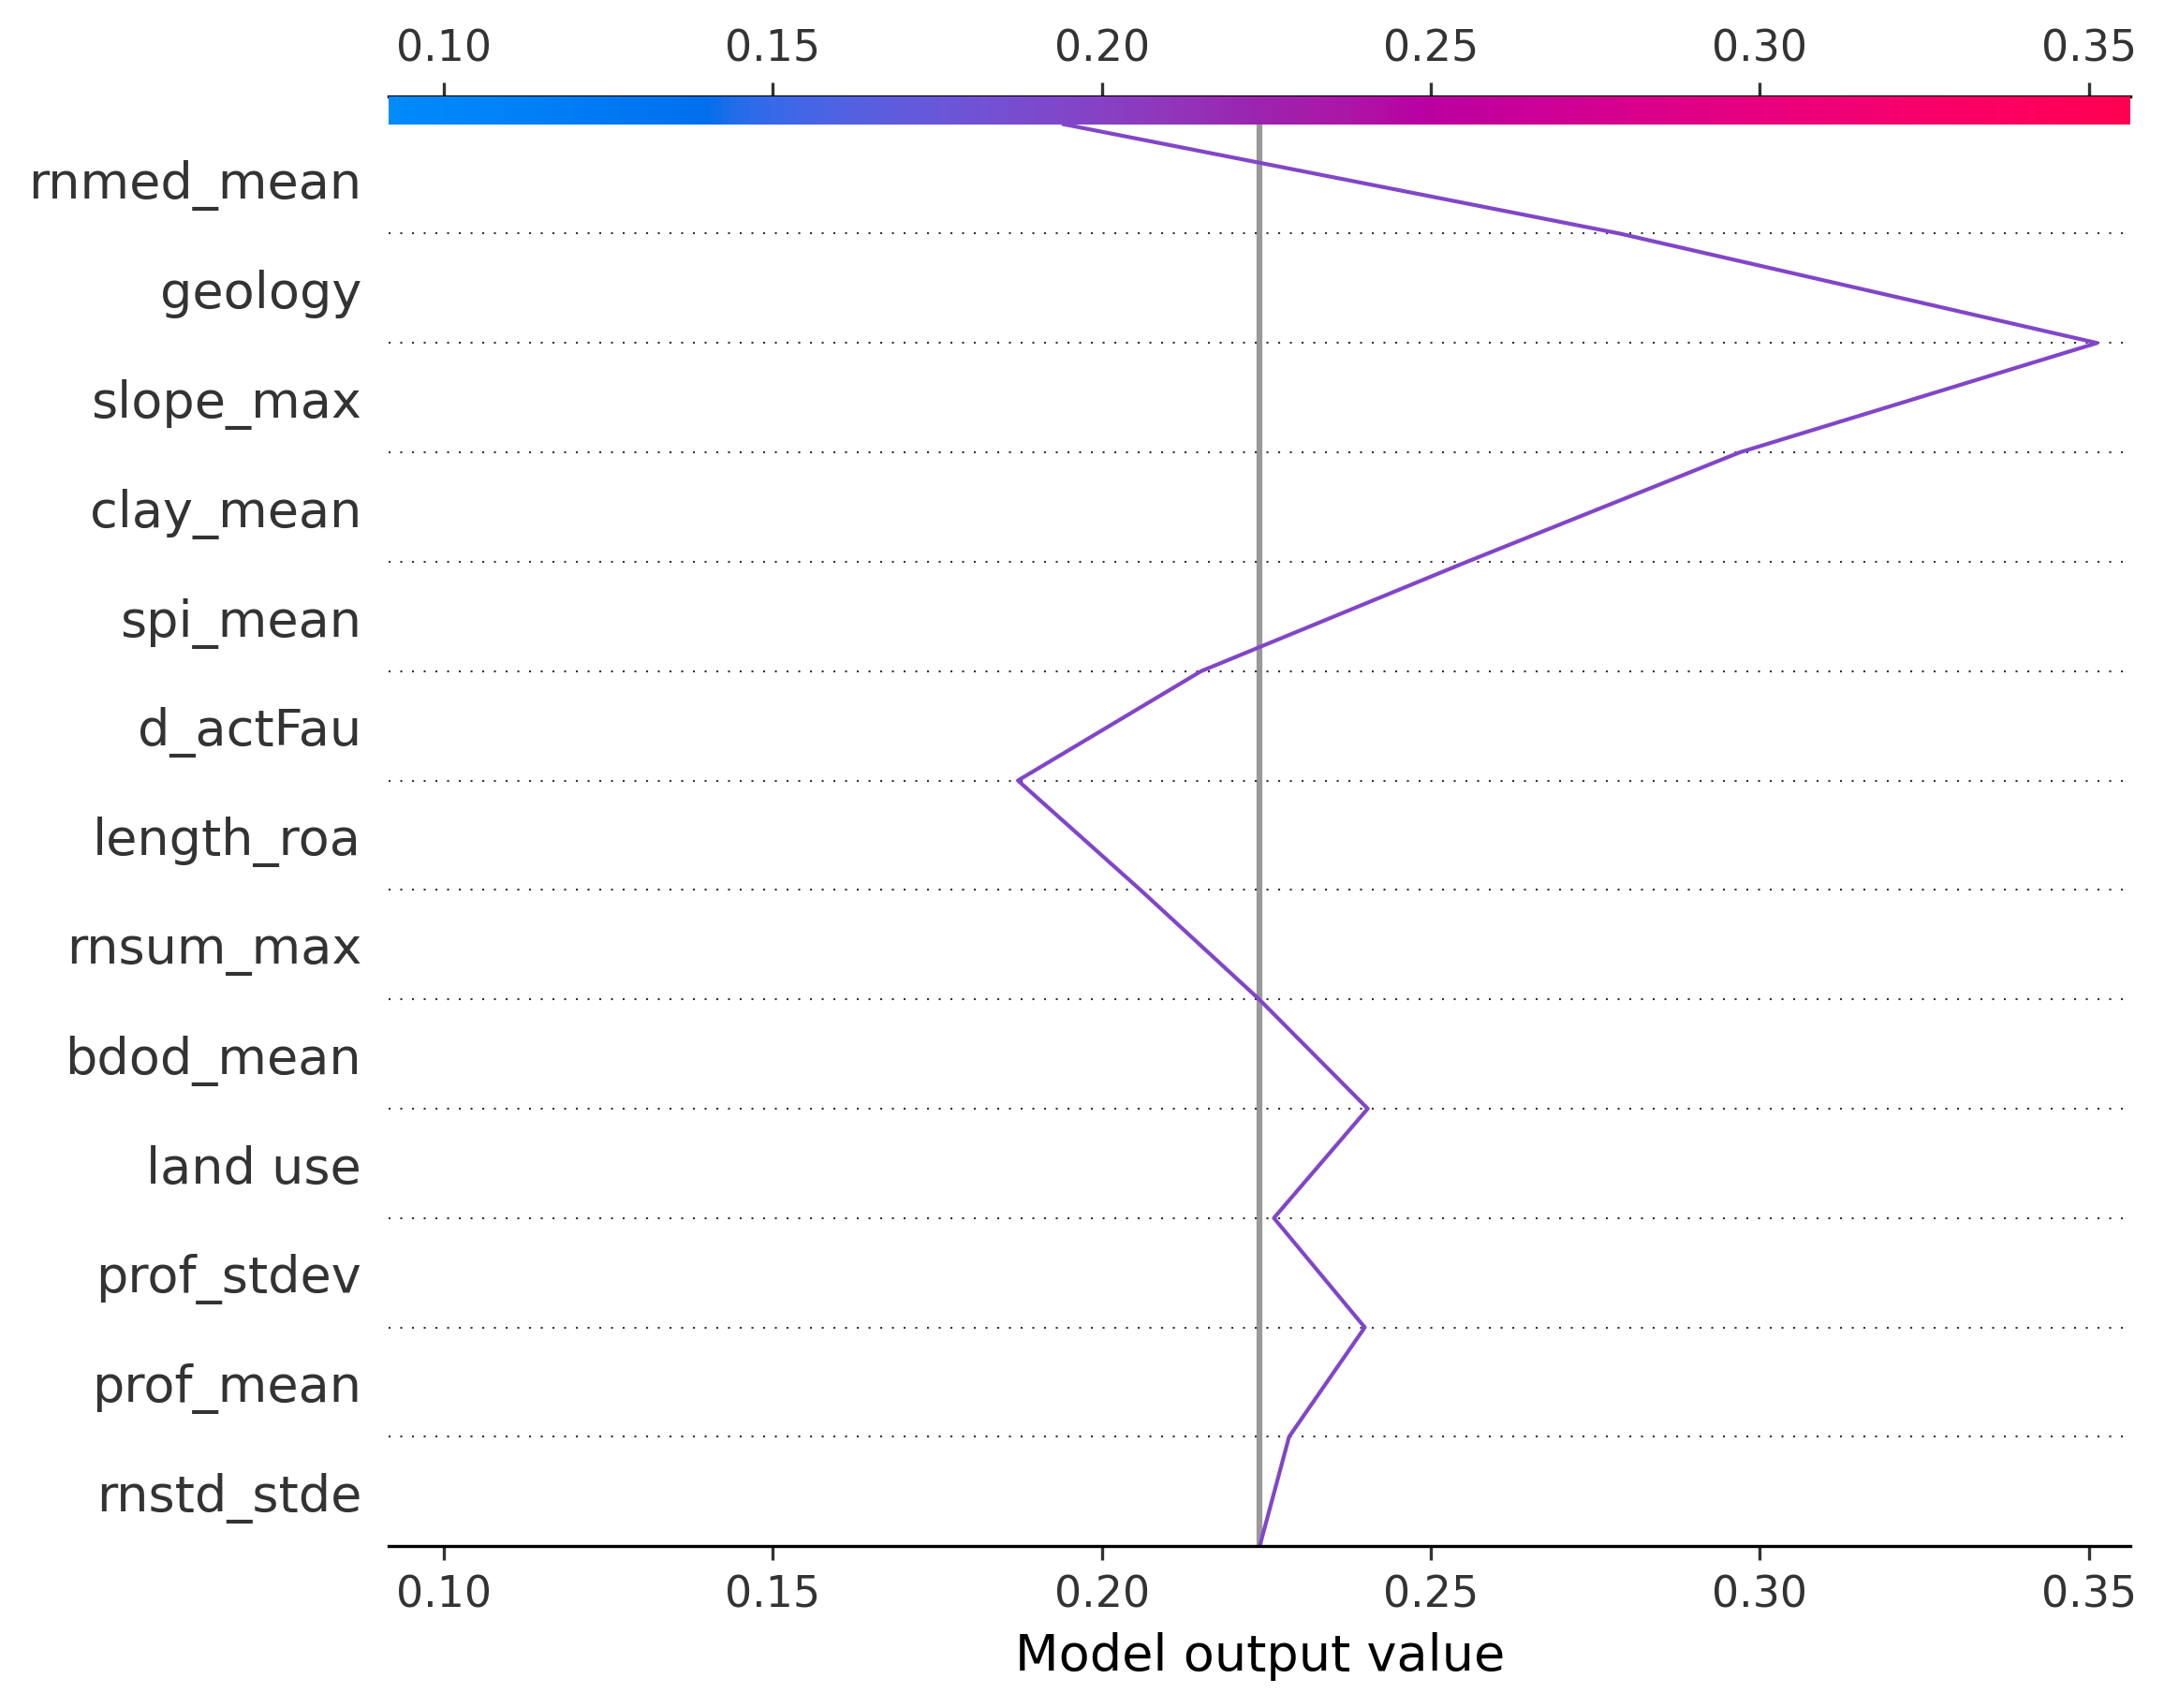 0.10 0.15 0.20 0.25 0.30 0.35
rnmed_mean
geology
slope_max
clay_mean
spi_mean
d_actFau
length_roa
rnsum_max
bdod_mean
land use
prof_stdev
prof_mean
rnstd_stde
0.10 0.15 0.20 0.25 0.30 0.35
Model output value